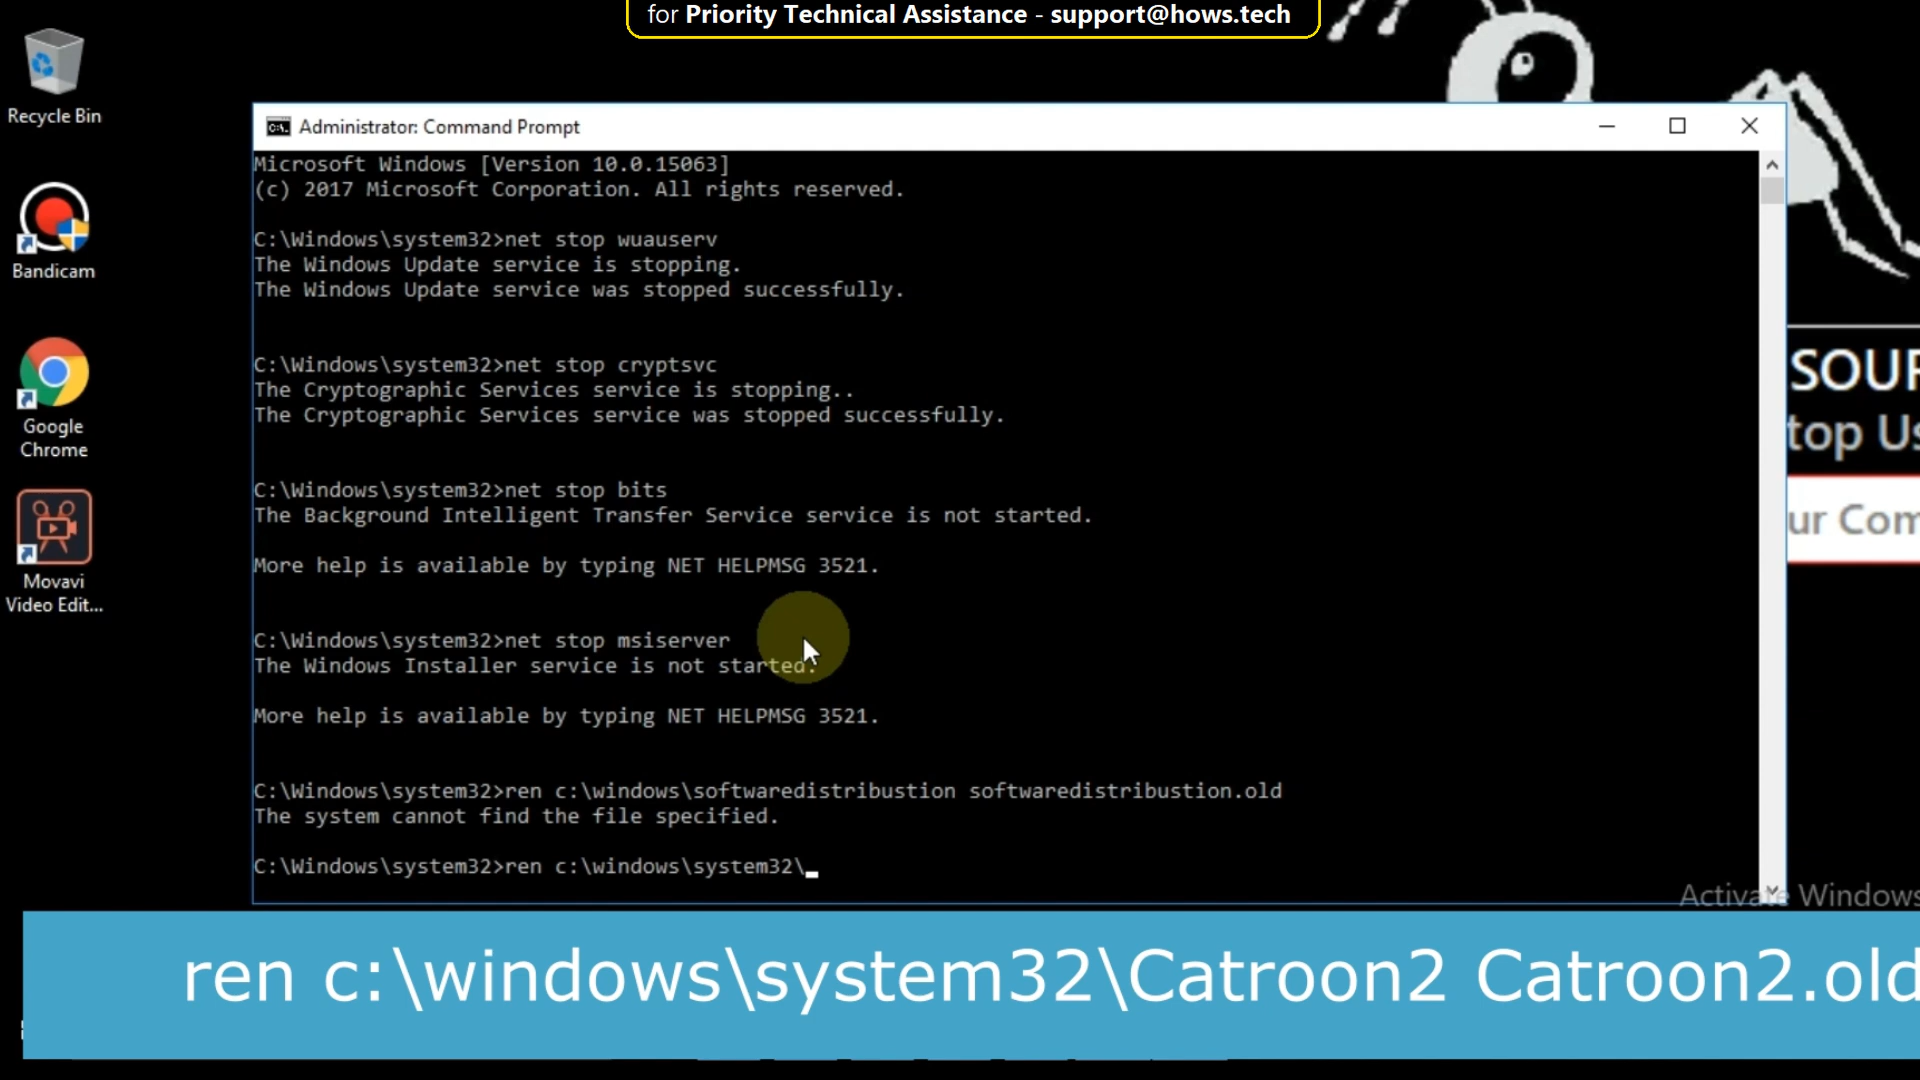 for Priority Technical Assistance - support@hows.tech
Recycle Bin
Bandicam
Google
Chrome
Movavi
Video Edit...
Administrator: Command Prompt
Microsoft Windows [Version 10.0.15063]
(c) 2017 Microsoft Corporation. All rights reserved.
C:\Windows\system32>net stop wuauserv
The Windows Update service is stopping.
The Windows Update service was stopped successfully.
C:\Windows\system32>net stop cryptsvc
The Cryptographic Services service is stopping..
The Cryptographic Services service was stopped successfully.
C:\Windows\system32>net stop bits
The Background Intelligent Transfer Service service is not started.
More help is available by typing NET HELPMSG 3521.
C:\Windows\system32>net stop msiserver
The Windows Installer service is not started.
More help is available by typing NET HELPMSG 3521.
C:\Windows\system32>ren c:\windows\softwaredistribustion softwaredistribustion.old
The system cannot find the file specified.
C:\Windows\system32>ren c:\windows\system32\
SOUR
top Us
ur Com
Activate Windows
ren c:\windows\system32\Catroon2 Catroon2.old